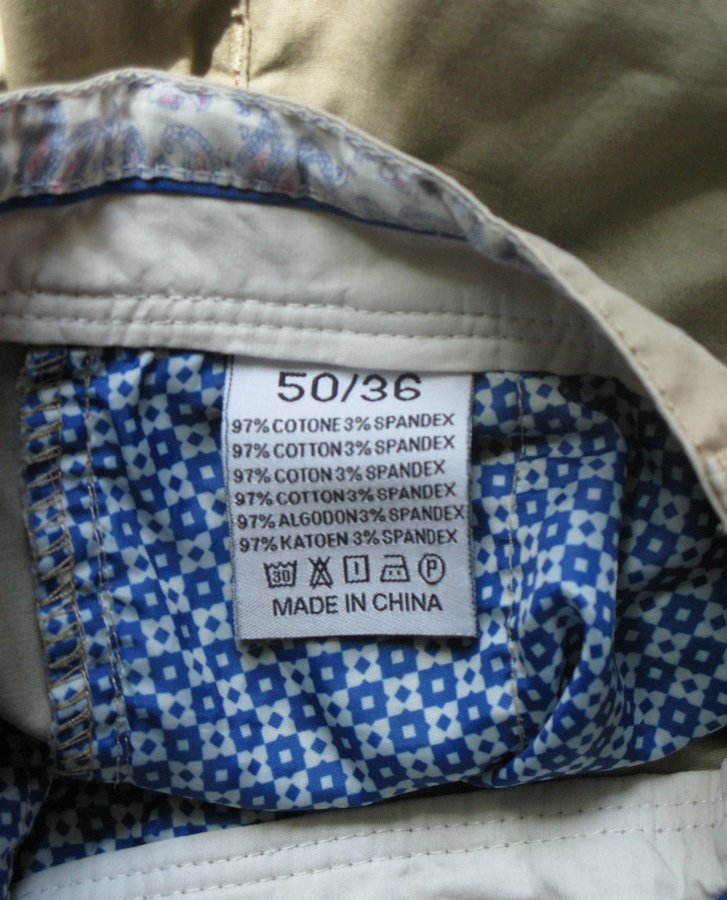 50/36
97% COTONE 3% SPANDEX
97% COTTON 3% SPANDEX
97% COTON 3% SPANDEX
97% COTTON 3% SPANDEX
97% ALGODON 3% SPANDEX
97% KATOEN 3% SPANDEX
30 P
MADE IN CHINA